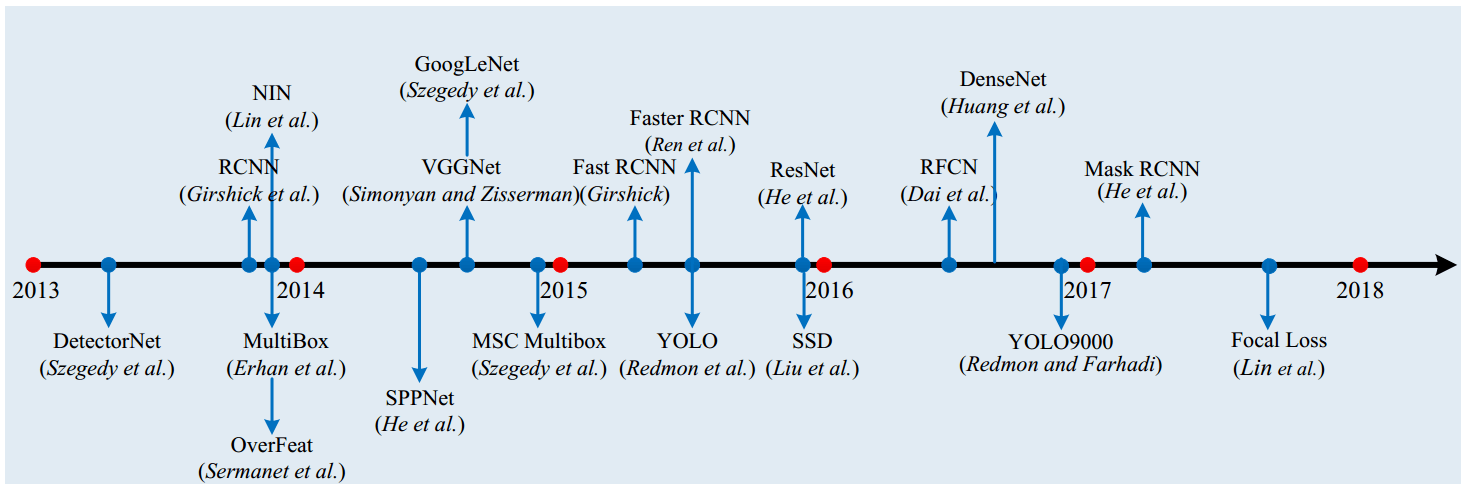 GoogLeNet
(Szegedy et al.)
DenseNet
(Huang et al.)
NIN
(Lin et al.)
Faster RCNN
(Ren et al.)
RCNN
(Girshick et al.)
VGGNet
(Simonyan and Zisserman)
Fast RCNN
(Girshick)
ResNet
(He et al.)
RFCN
(Dai et al.)
Mask RCNN
(He et al.)
2013
2014
2015
2016
2017
2018
DetectorNet
(Szegedy et al.)
MultiBox
(Erhan et al.)
MSC Multibox
(Szegedy et al.)
YOLO
(Redmon et al.)
SSD
(Liu et al.)
YOLO9000
(Redmon and Farhadi)
Focal Loss
(Lin et al.)
SPPNet
(He et al.)
OverFeat
(Sermanet et al.)